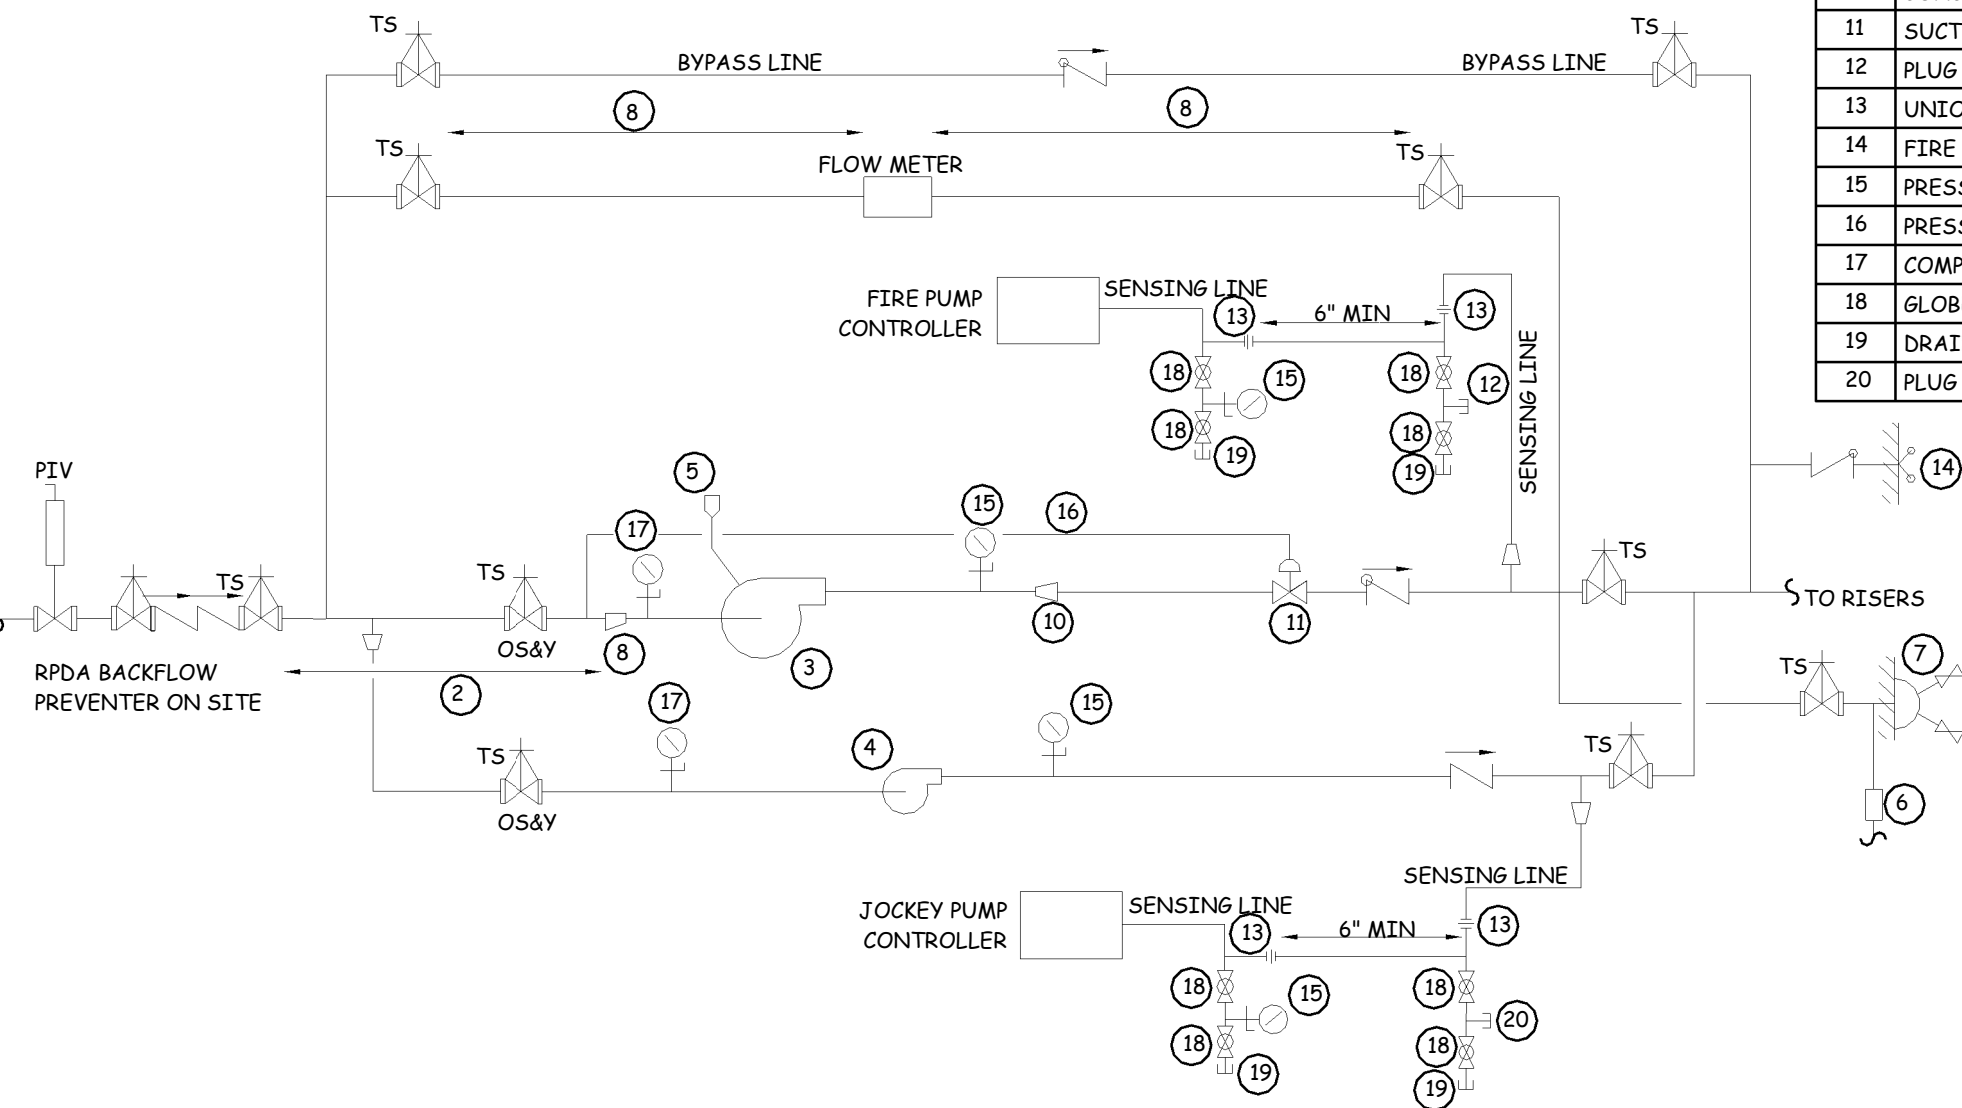 TS
BYPASS LINE
BYPASS LINE
TS
8
8
TS
FLOW METER
TS
11 SUCT
12 PLUG
13 UNIO
14 FIRE
15 PRESS
16 PRESS
17 COMP
18 GLOB
19 DRAI
20 PLUG
FIRE PUMP
CONTROLLER
SENSING LINE
13
6" MIN
13
18
15
18
12
18
19
18
19
SENSING LINE
PIV
5
17
15
16
14
TS
TS
TS
OS&Y
8
3
10
11
TO RISERS
RPDA BACKFLOW
PREVENTER ON SITE
2
17
15
4
TS
OS&Y
TS
TS
7
6
SENSING LINE
JOCKEY PUMP
CONTROLLER
SENSING LINE
13
6" MIN
13
18
15
18
20
18
18
19
19